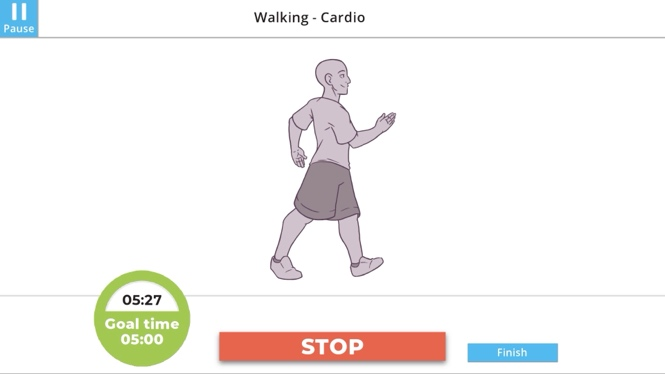 Pause
Walking - Cardio
05:27
Goal time
05:00
STOP
Finish